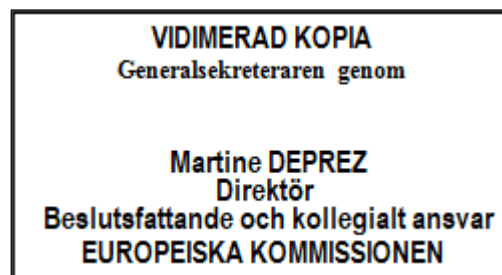 VIDIMERAD KOPIA
Generalsekreteraren genom
Martine DEPREZ
Direktör
Beslutsfattande och kollegialt ansvar
EUROPEISKA KOMMISSIONEN